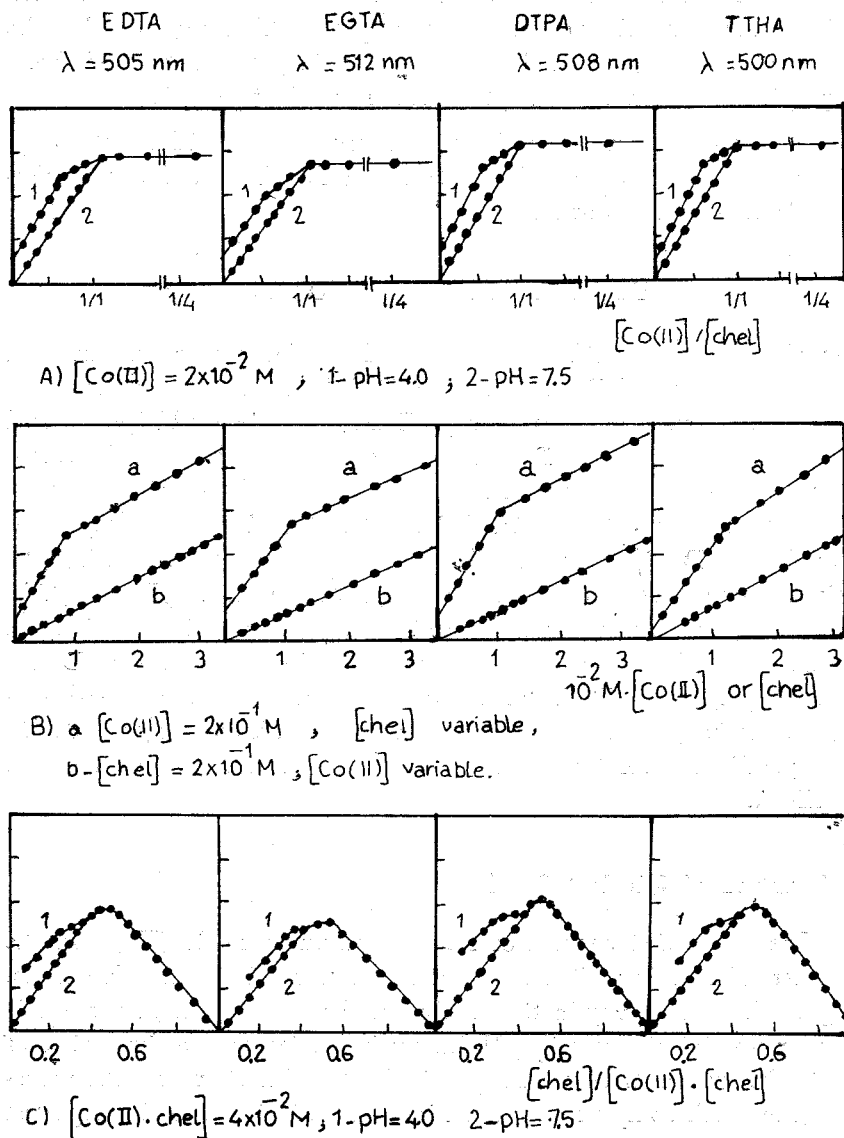 EDTA EGTA DTPA TTHA
λ = 505 nm λ = 512 nm λ = 508 nm λ = 500 nm
1 1 1 1
2 2 2 2
1/1 1/4 1/1 1/4 1/1 1/4 1/1 1/4
[Co(II)]/[chel]
A) [Co(II)] = 2x10⁻² M , 1- pH=4.0 ; 2-pH=7.5
a a a a
b b b b
1 2 3 1 2 3 1 2 3 1 2 3
10⁻² M·[Co(II)] or [chel]
B) a [Co(II)] = 2x10⁻¹ M , [chel] variable,
b-[chel] = 2x10⁻¹ M ; [Co(II)] variable.
1 1 1 1
2 2 2 2
0.2 0.6 0.2 0.6 0.2 0.6 0.2 0.6
[chel]/[Co(II)]·[chel]
C) [Co(II)·chel] = 4x10⁻² M ; 1-pH=40 2-pH=7.5